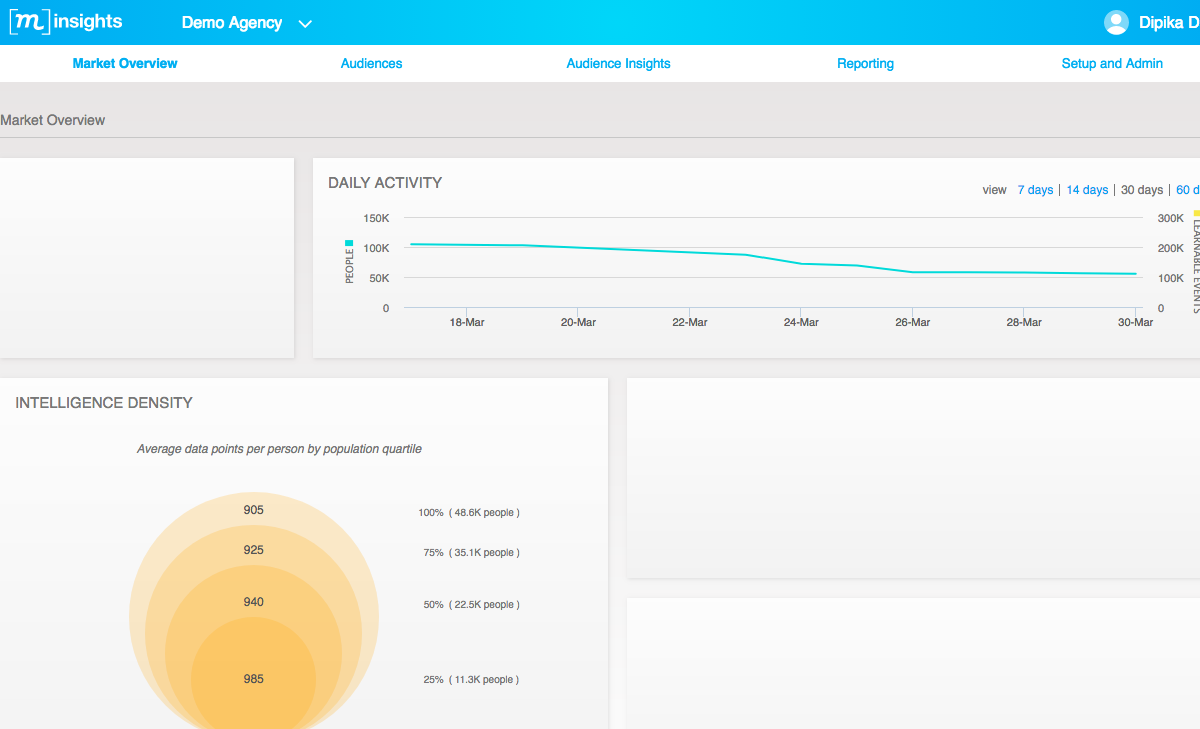 [m]insights
Demo Agency
Dipika D
Market Overview
Audiences
Audience Insights
Reporting
Setup and Admin
Market Overview
DAILY ACTIVITY
view 7 days | 14 days | 30 days | 60 d
150K
100K
50K
0
PEOPLE
300K
200K
100K
0
LEARNABLE EVENTS
18-Mar
20-Mar
22-Mar
24-Mar
26-Mar
28-Mar
30-Mar
INTELLIGENCE DENSITY
Average data points per person by population quartile
905
100% ( 48.6K people )
925
75% ( 35.1K people )
940
50% ( 22.5K people )
985
25% ( 11.3K people )